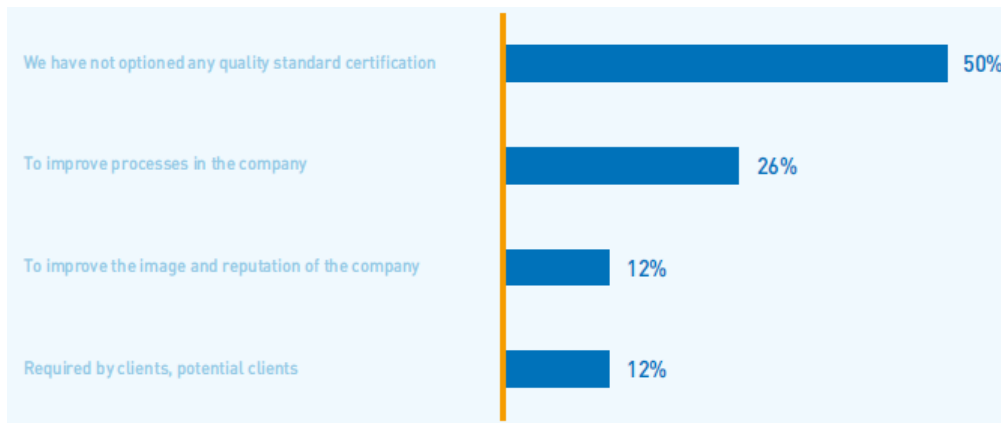 We have not optioned any quality standard certification
50%
To improve processes in the company
26%
To improve the image and reputation of the company
12%
Required by clients, potential clients
12%